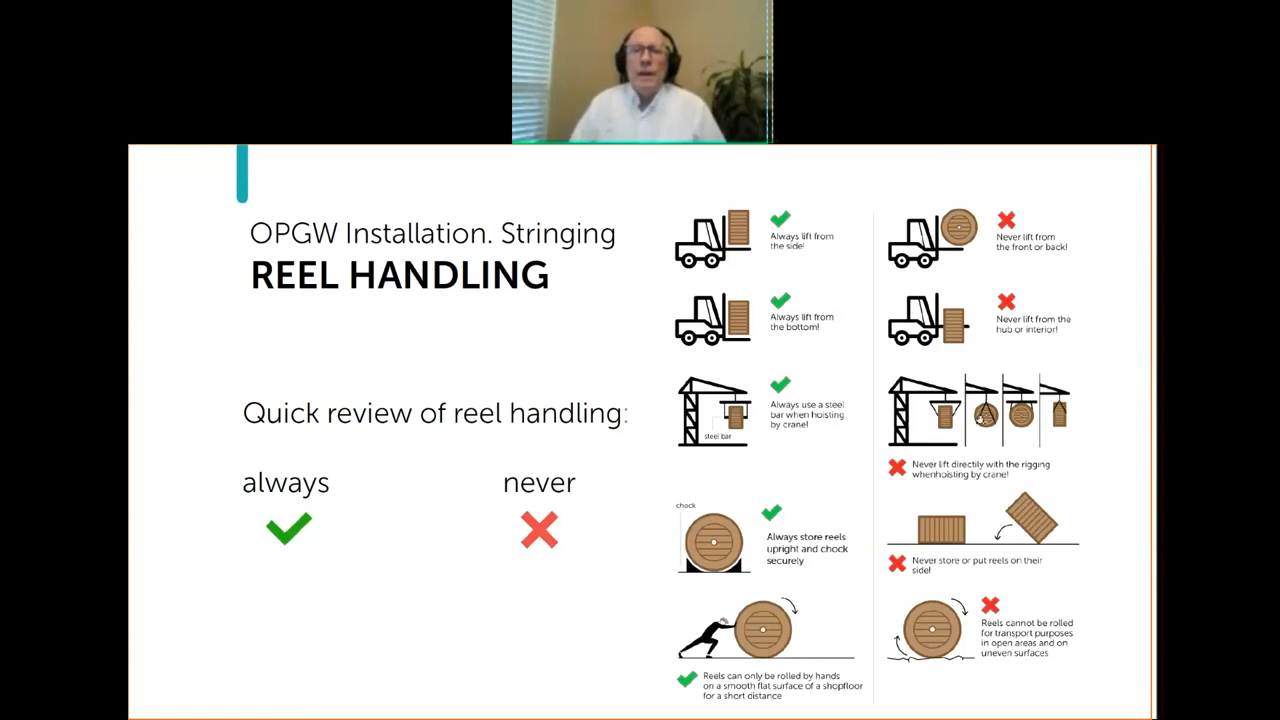 OPGW Installation. Stringing
REEL HANDLING
Quick review of reel handling:
always
never
Always lift from
the side!
Always lift from
the bottom!
Always use a steel
bar when hoisting
by crane!
steel bar
chock
Always store reels
upright and chock
securely
Reels can only be rolled by hands
on a smooth flat surface of a shopfloor
for a short distance
Never lift from
the front or back!
Never lift from the
hub or interior!
Never lift directly with the rigging
whenhoisting by crane!
Never store or put reels on their
side!
Reels cannot be rolled
for transport purposes
in open areas and on
uneven surfaces